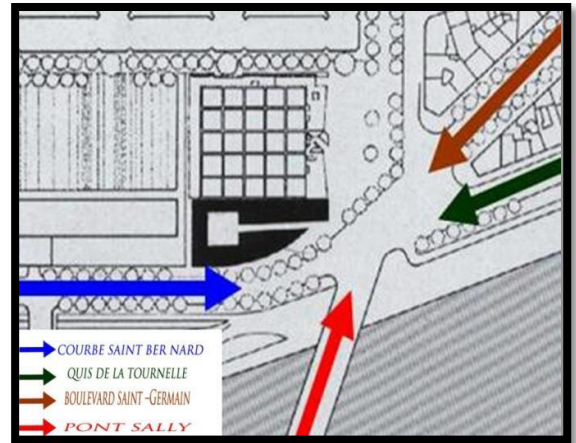 COURBE SAINT BER NARD
QUIS DE LA TOURNELLE
BOULEVARD SAINT -GERMAIN
PONT SALLY